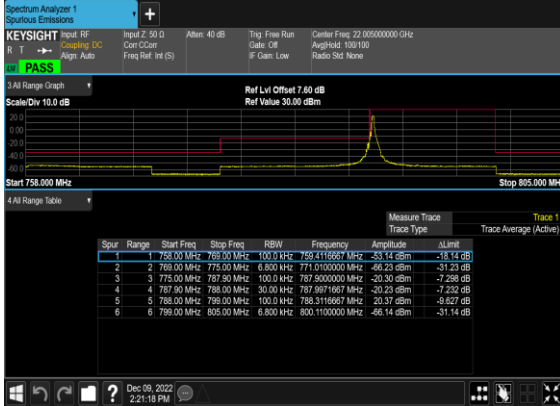 Spectrum Analyzer 1
Spurious Emissions
+
KEYSIGHT Input: RF Input Z: 50 Ω Atten: 40 dB Trig: Free Run Center Freq: 22.005000000 GHz
R T Coupling: DC Corr CCorr Gate: Off Avg|Hold: 100/100
Align: Auto Freq Ref: Int (S) IF Gain: Low Radio Std: None
PASS
3 All Range Graph
Ref Lvl Offset 7.60 dB
Scale/Div 10.0 dB Ref Value 30.00 dBm
20.0
0.00
-20.0
-40.0
-60.0
Start 758.000 MHz Stop 805.000 MH
4 All Range Table
Measure Trace Trace 1
Trace Type Trace Average (Active)
Spur Range Start Freq Stop Freq RBW Frequency Amplitude ΔLimit
1 1 758.00 MHz 769.00 MHz 100.0 kHz 759.4116667 MHz -53.14 dBm -18.14 dB
2 2 769.00 MHz 775.00 MHz 6.800 kHz 771.0100000 MHz -66.23 dBm -31.23 dB
3 3 775.00 MHz 787.90 MHz 100.0 kHz 787.9000000 MHz -20.30 dBm -7.298 dB
4 4 787.90 MHz 788.00 MHz 30.00 kHz 787.9971667 MHz -20.23 dBm -7.232 dB
5 5 788.00 MHz 799.00 MHz 100.0 kHz 788.3116667 MHz 20.37 dBm -9.627 dB
6 6 799.00 MHz 805.00 MHz 6.800 kHz 800.1100000 MHz -66.14 dBm -31.14 dB
? Dec 09, 2022
2:21:18 PM